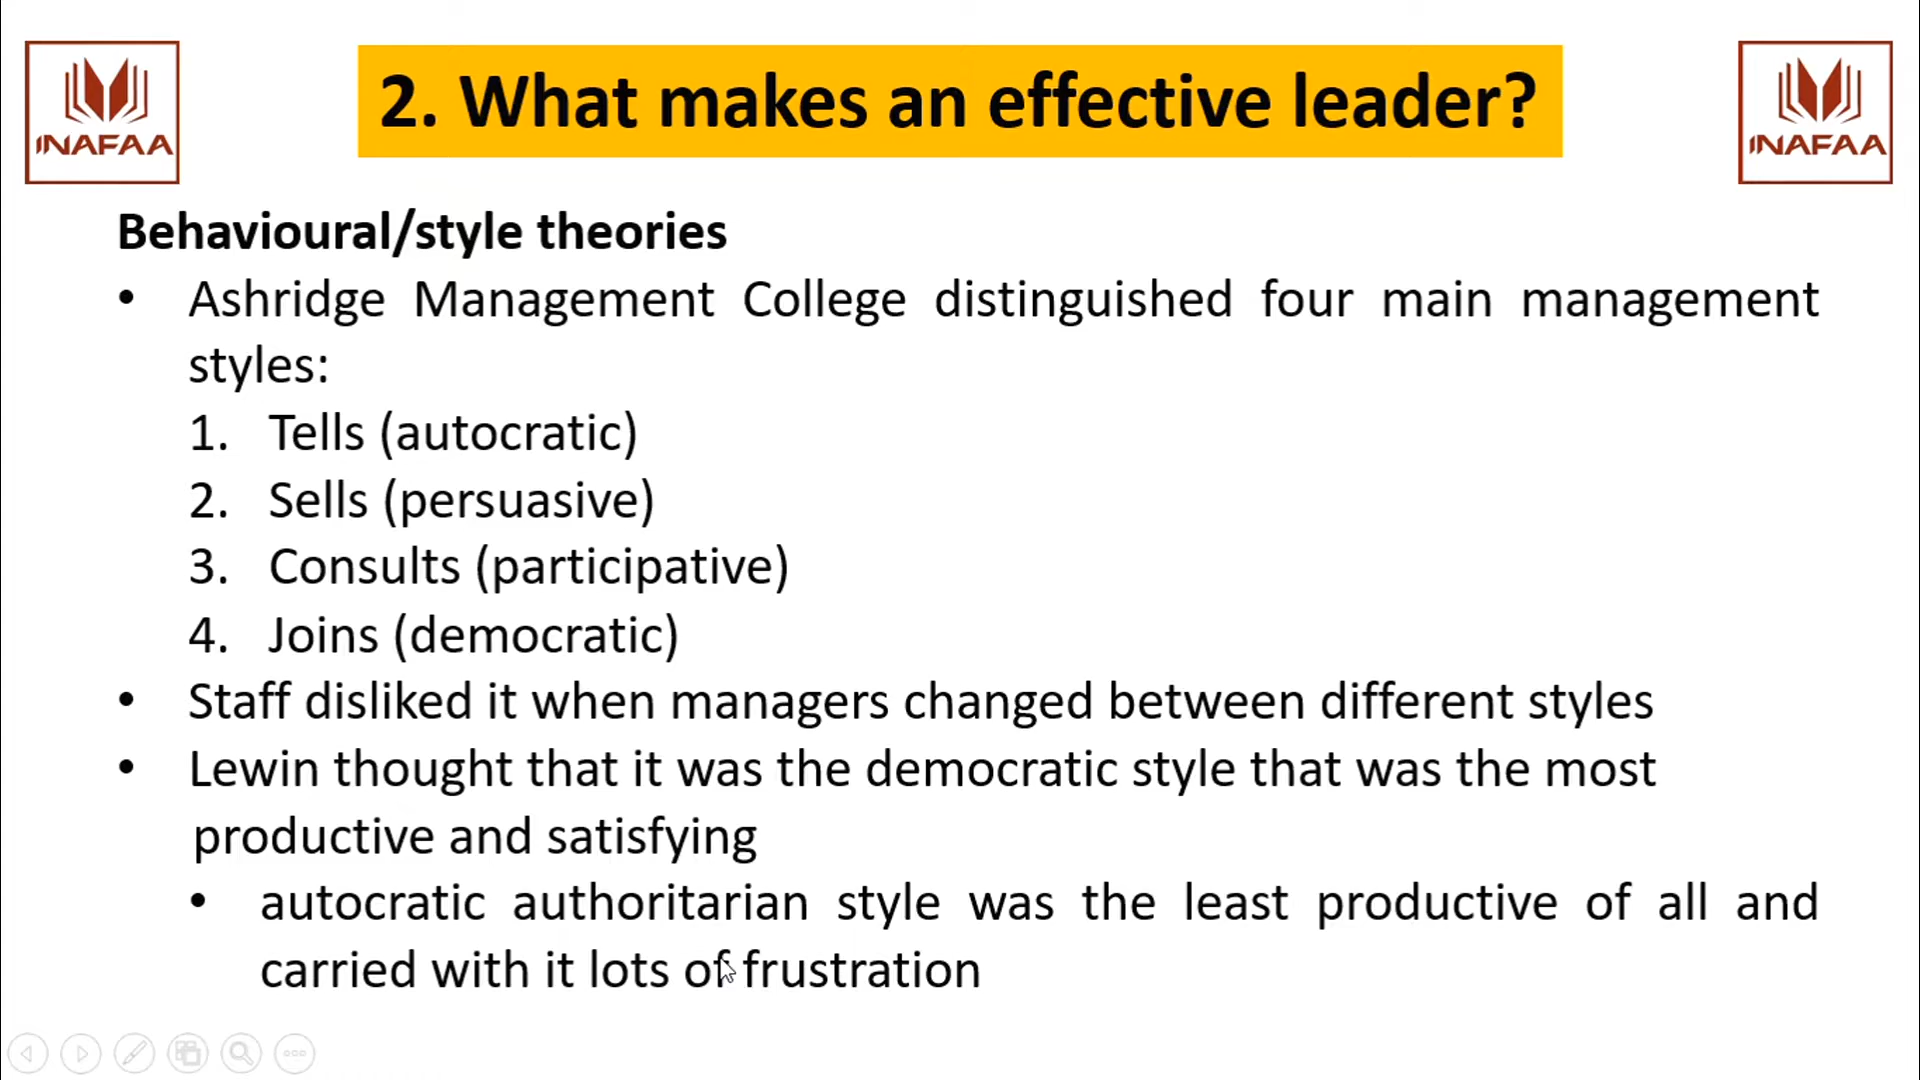 INAFAA
2. What makes an effective leader?
INAFAA
Behavioural/style theories
• Ashridge Management College distinguished four main management
styles:
1. Tells (autocratic)
2. Sells (persuasive)
3. Consults (participative)
4. Joins (democratic)
• Staff disliked it when managers changed between different styles
• Lewin thought that it was the democratic style that was the most
productive and satisfying
• autocratic authoritarian style was the least productive of all and
carried with it lots of frustration